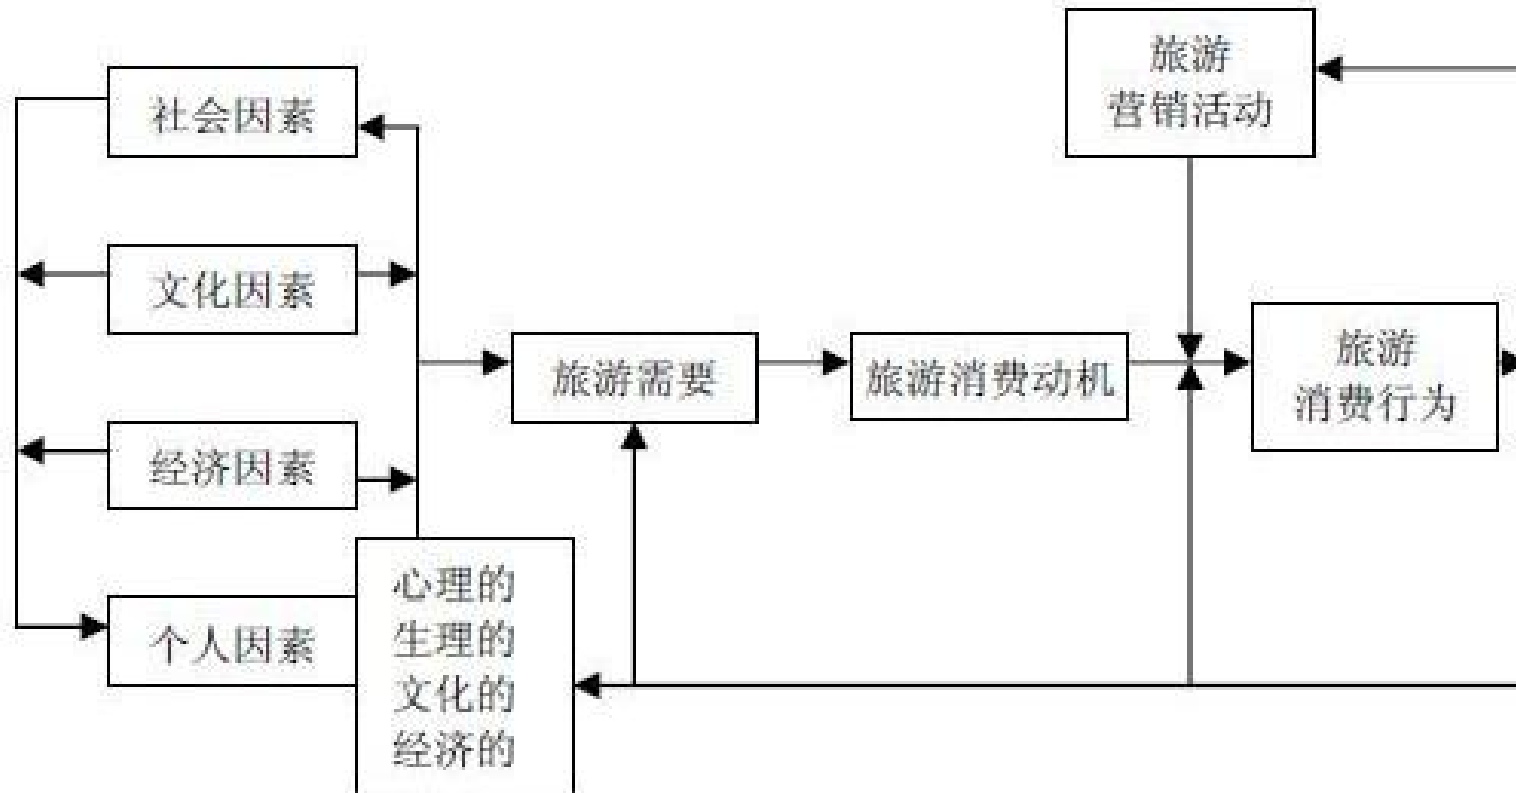 旅游
营销活动
社会因素
文化因素
旅游需要
旅游消费动机
旅游
消费行为
经济因素
个人因素
心理的
生理的
文化的
经济的